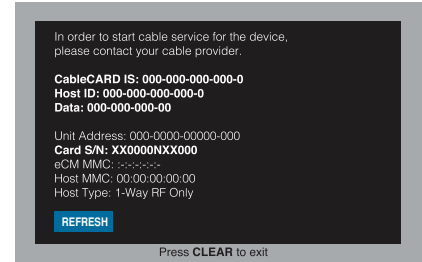 In order to start cable service for the device,
please contact your cable provider.
CableCARD IS: 000-000-000-000-0
Host ID: 000-000-000-000-0
Data: 000-000-000-00
Unit Address: 000-0000-00000-000
Card S/N: XX0000NXX000
eCM MMC: :-:-:-:-:-
Host MMC: 00:00:00:00:00
Host Type: 1-Way RF Only
REFRESH
Press CLEAR to exit